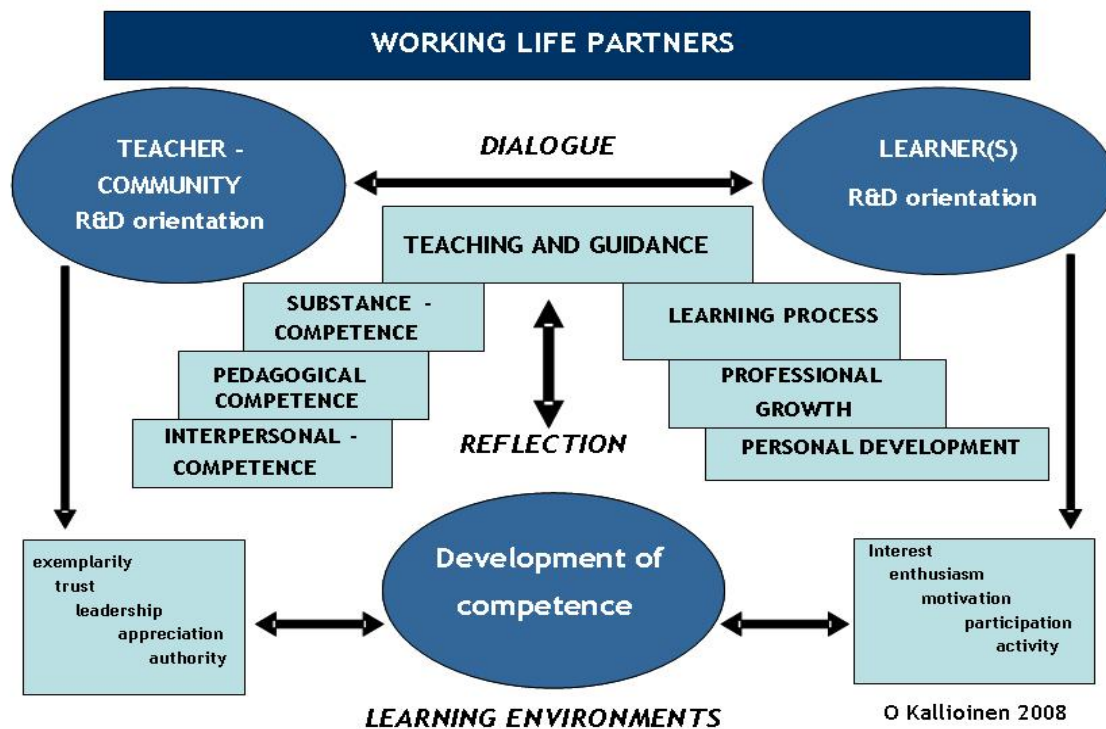 WORKING LIFE PARTNERS
TEACHER -
COMMUNITY
R&D orientation
DIALOGUE
LEARNER(S)
R&D orientation
TEACHING AND GUIDANCE
SUBSTANCE -
COMPETENCE
LEARNING PROCESS
PEDAGOGICAL
COMPETENCE
PROFESSIONAL
GROWTH
INTERPERSONAL -
COMPETENCE
REFLECTION
PERSONAL DEVELOPMENT
exemplarily
trust
leadership
appreciation
authority
Development of
competence
Interest
enthusiasm
motivation
participation
activity
LEARNING ENVIRONMENTS
O Kallioinen 2008